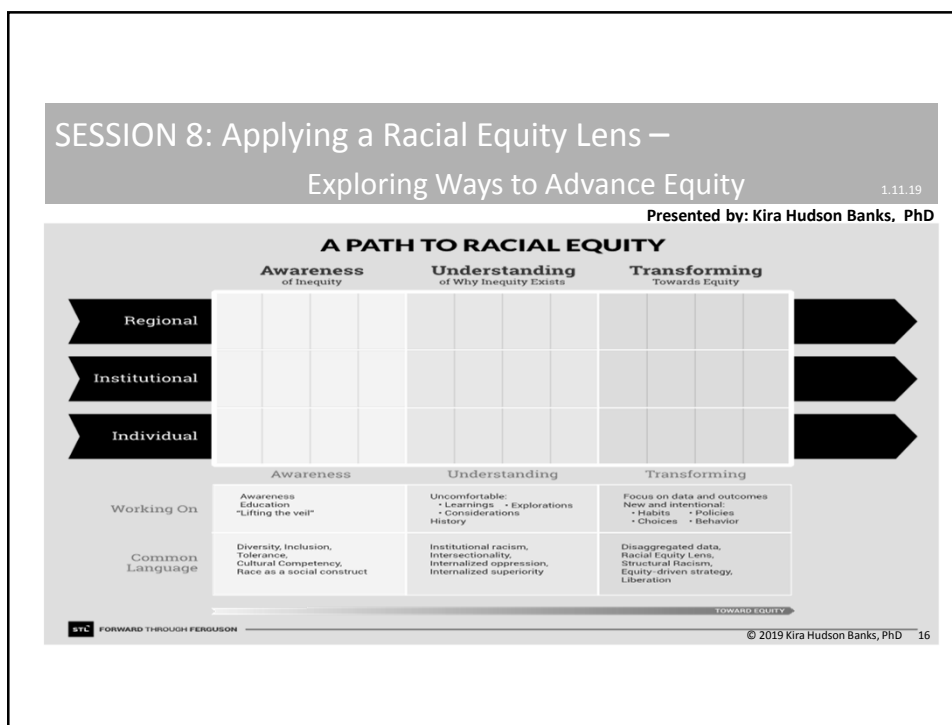 SESSION 8: Applying a Racial Equity Lens –
Exploring Ways to Advance Equity
1.11.19
Presented by: Kira Hudson Banks, PhD
A PATH TO RACIAL EQUITY
Awareness
of Inequity
Understanding
of Why Inequity Exists
Transforming
Towards Equity
Regional
Institutional
Individual
Awareness
Understanding
Transforming
Working On
Awareness
Education
"Lifting the veil"
Uncomfortable:
• Learnings • Explorations
• Considerations
History
Focus on data and outcomes
New and intentional:
• Habits • Policies
• Choices • Behavior
Common
Language
Diversity, Inclusion,
Tolerance,
Cultural Competency,
Race as a social construct
Institutional racism,
Intersectionality,
Internalized oppression,
Internalized superiority
Disaggregated data,
Racial Equity Lens,
Structural Racism,
Equity-driven strategy,
Liberation
TOWARD EQUITY
STL FORWARD THROUGH FERGUSON
© 2019 Kira Hudson Banks, PhD 16